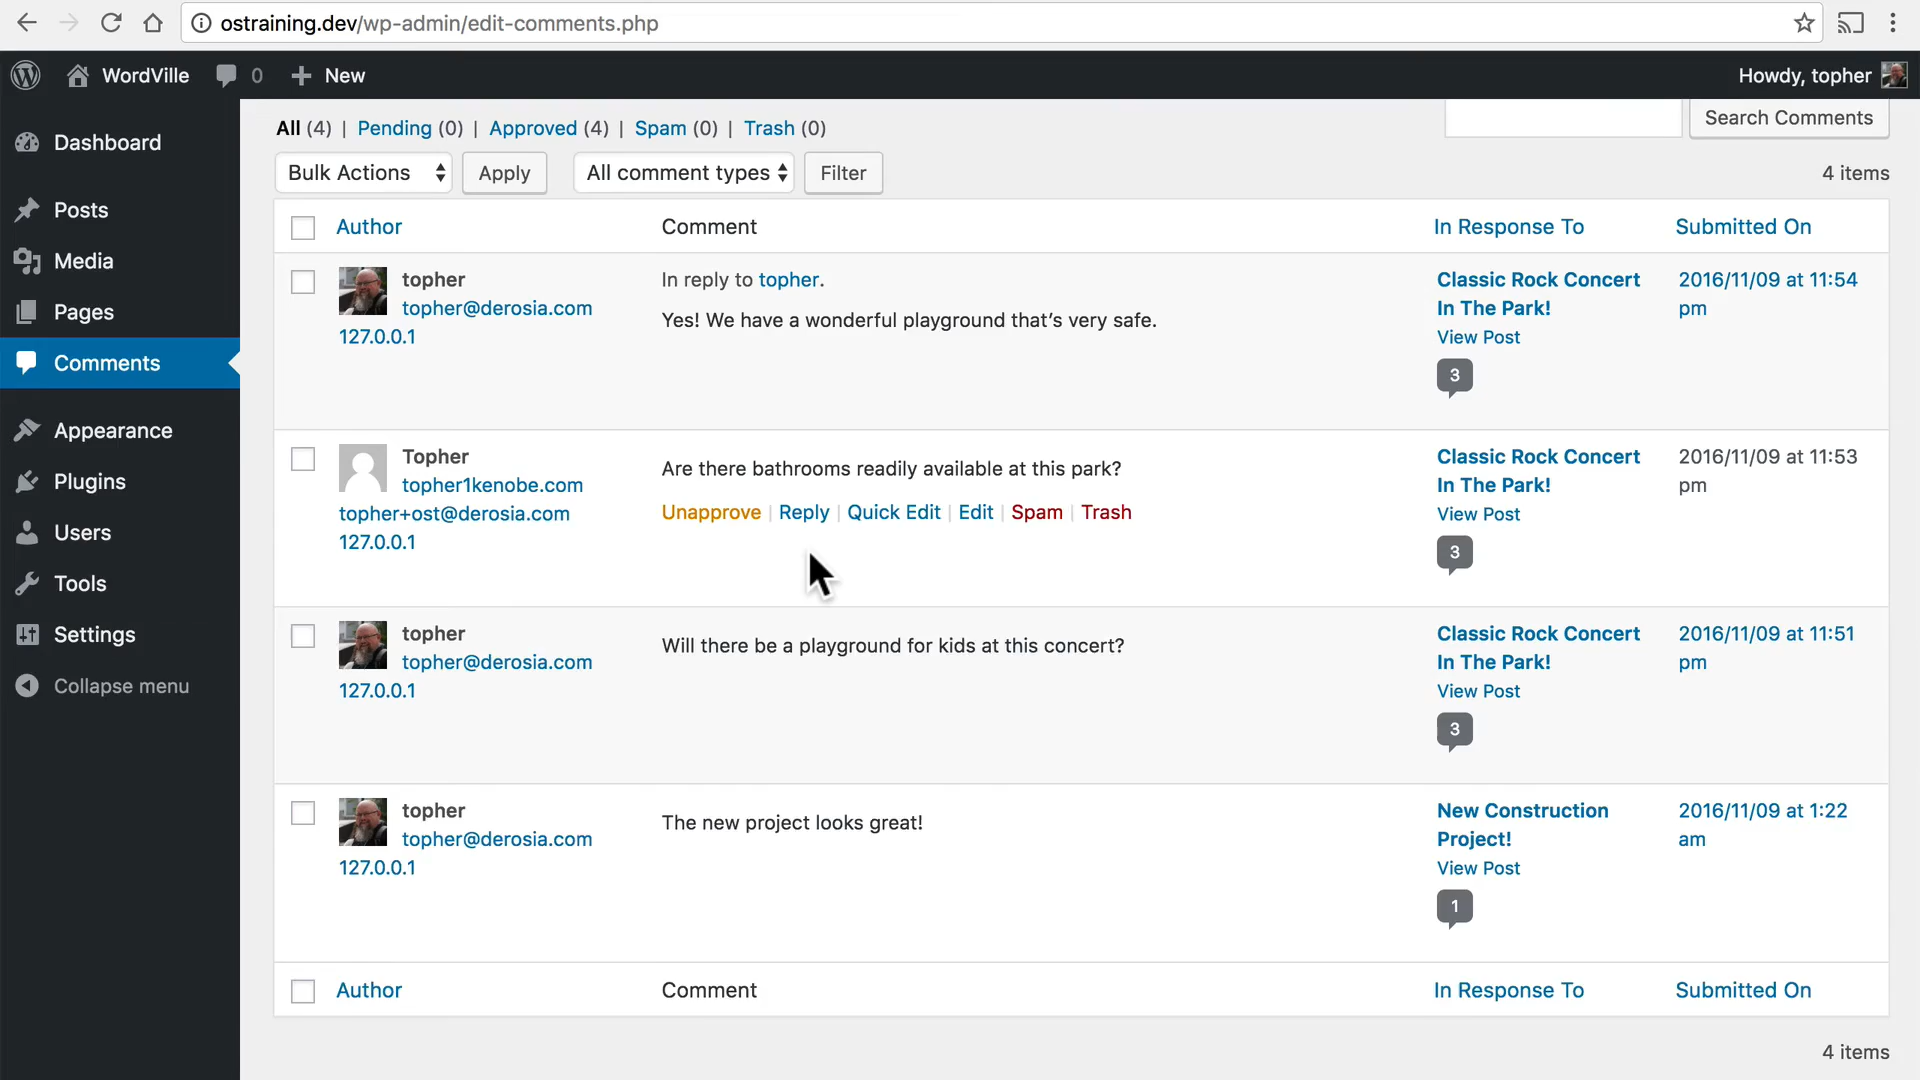 ostraining.dev/wp-admin/edit-comments.php
WordVille 0 New Howdy, topher
Dashboard
Posts
Media
Pages
Comments
Appearance
Plugins
Users
Tools
Settings
Collapse menu
All (4) | Pending (0) | Approved (4) | Spam (0) | Trash (0) Search Comments
Bulk Actions Apply All comment types Filter 4 items
Author Comment In Response To Submitted On
topher
topher@derosia.com
127.0.0.1
In reply to topher.
Yes! We have a wonderful playground that's very safe.
Classic Rock Concert
In The Park!
View Post
3
2016/11/09 at 11:54
pm
Topher
topher1kenobe.com
topher+ost@derosia.com
127.0.0.1
Are there bathrooms readily available at this park?
Unapprove | Reply | Quick Edit | Edit | Spam | Trash
Classic Rock Concert
In The Park!
View Post
3
2016/11/09 at 11:53
pm
topher
topher@derosia.com
127.0.0.1
Will there be a playground for kids at this concert?
Classic Rock Concert
In The Park!
View Post
3
2016/11/09 at 11:51
pm
topher
topher@derosia.com
127.0.0.1
The new project looks great!
New Construction
Project!
View Post
1
2016/11/09 at 1:22
am
Author Comment In Response To Submitted On
4 items